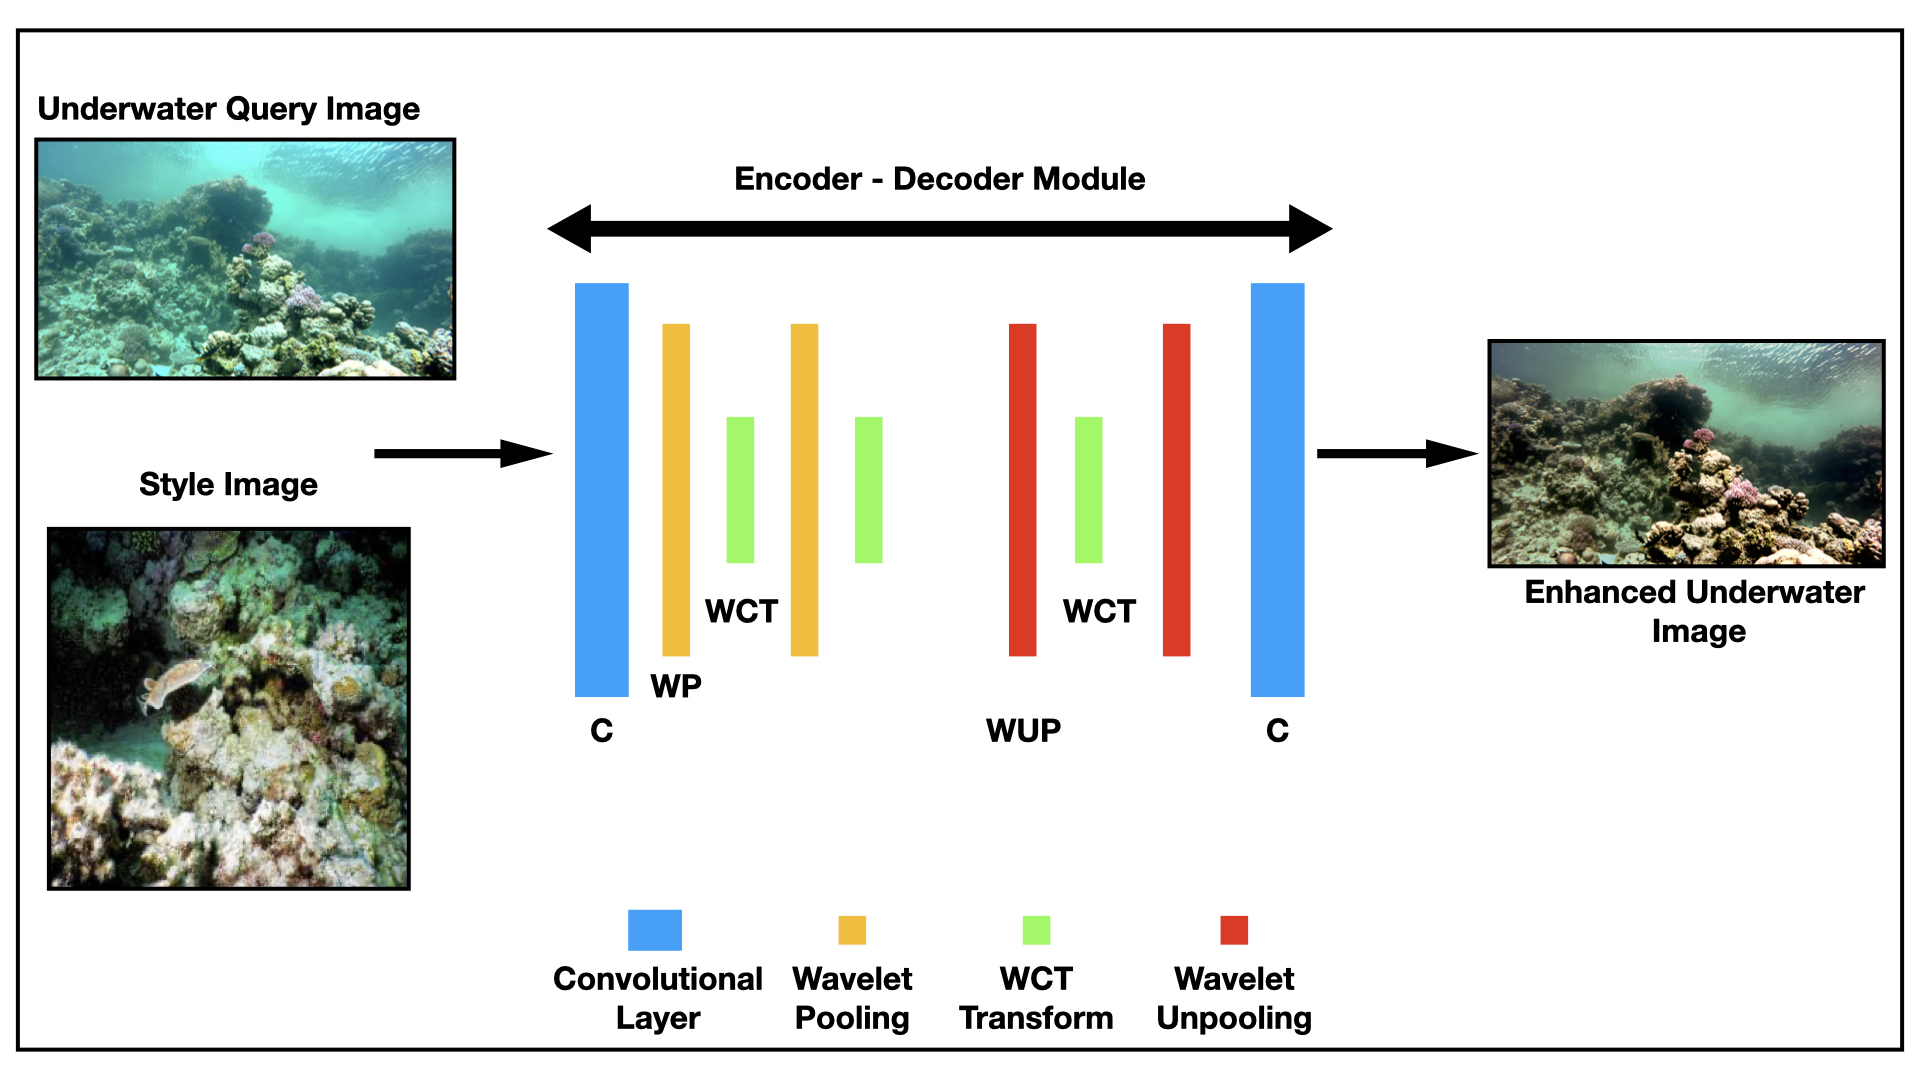 Underwater Query Image
Encoder - Decoder Module
Style Image
WCT
WCT
WP
C
WUP
C
Enhanced Underwater
Image
Convolutional
Layer
Wavelet
Pooling
WCT
Transform
Wavelet
Unpooling